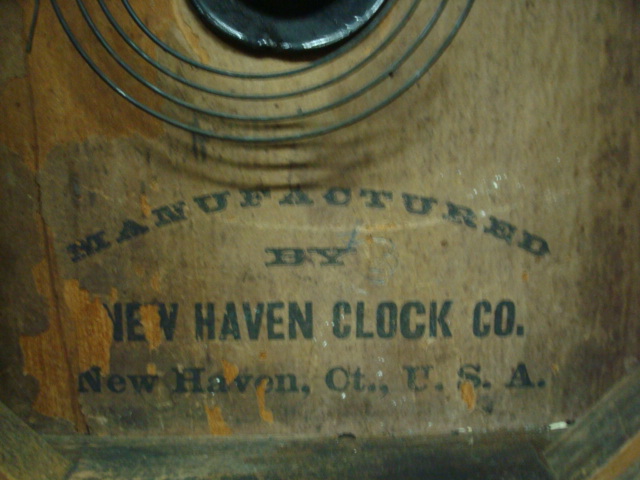 MANUFACTURED
BY
NEW HAVEN CLOCK CO.
New Haven, Ct., U. S. A.